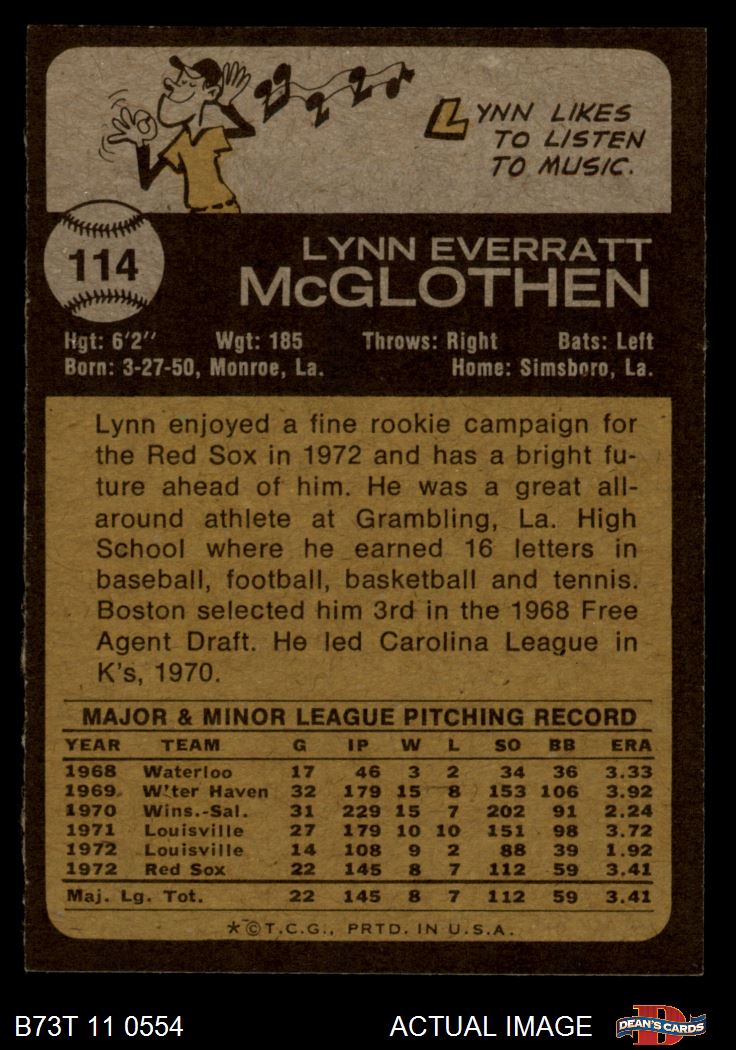 LYNN LIKES
TO LISTEN
TO MUSIC.
114
LYNN EVERRATT
McGLOTHEN
Hgt: 6'2" Wgt: 185 Throws: Right Bats: Left
Born: 3-27-50, Monroe, La. Home: Simsboro, La.
Lynn enjoyed a fine rookie campaign for
the Red Sox in 1972 and has a bright fu-
ture ahead of him. He was a great all-
around athlete at Grambling, La. High
School where he earned 16 letters in
baseball, football, basketball and tennis.
Boston selected him 3rd in the 1968 Free
Agent Draft. He led Carolina League in
K's, 1970.
MAJOR & MINOR LEAGUE PITCHING RECORD
YEAR TEAM G IP W L SO BB ERA
1968 Waterloo 17 46 3 2 34 36 3.33
1969 W'ter Haven 32 179 15 8 153 106 3.92
1970 Wins.-Sal. 31 229 15 7 202 91 2.24
1971 Louisville 27 179 10 10 151 98 3.72
1972 Louisville 14 108 9 2 88 39 1.92
1972 Red Sox 22 145 8 7 112 59 3.41
Maj. Lg. Tot. 22 145 8 7 112 59 3.41
*©T.C.G., PRTD. IN U.S.A.
B73T 11 0554 ACTUAL IMAGE DEAN'S CARDS